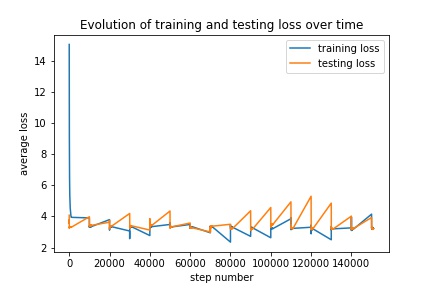 Evolution of training and testing loss over time
training loss
testing loss
14
12
10
8
6
4
2
average loss
0 20000 40000 60000 80000 100000 120000 140000
step number